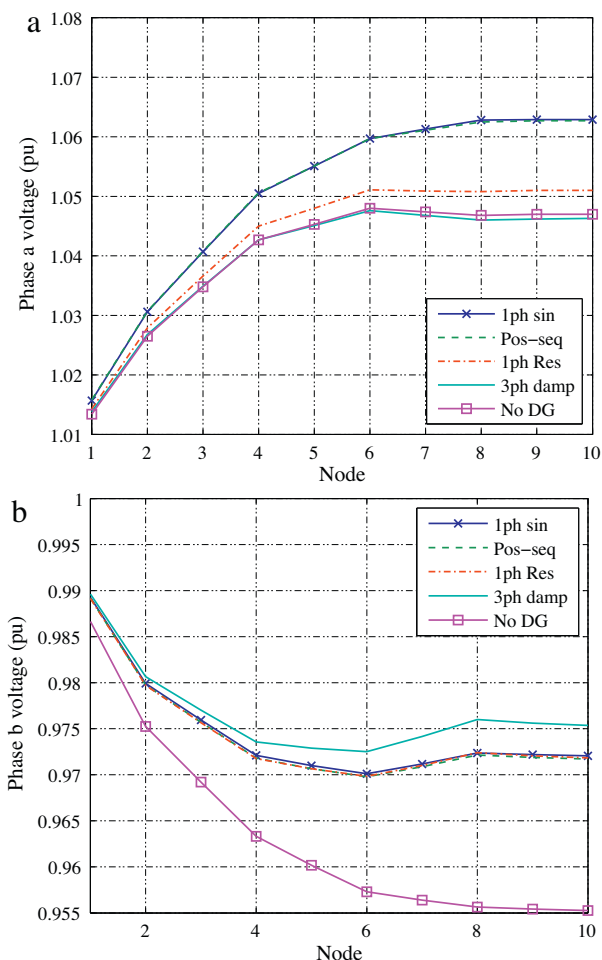 a
1.08
1.07
1.06
1.05
1.04
1.03
1.02
1.01
Phase a voltage (pu)
1ph sin
Pos-seq
1ph Res
3ph damp
No DG
1 2 3 4 5 6 7 8 9 10
Node
b
1
0.995
0.99
0.985
0.98
0.975
0.97
0.965
0.96
0.955
Phase b voltage (pu)
1ph sin
Pos-seq
1ph Res
3ph damp
No DG
2 4 6 8 10
Node